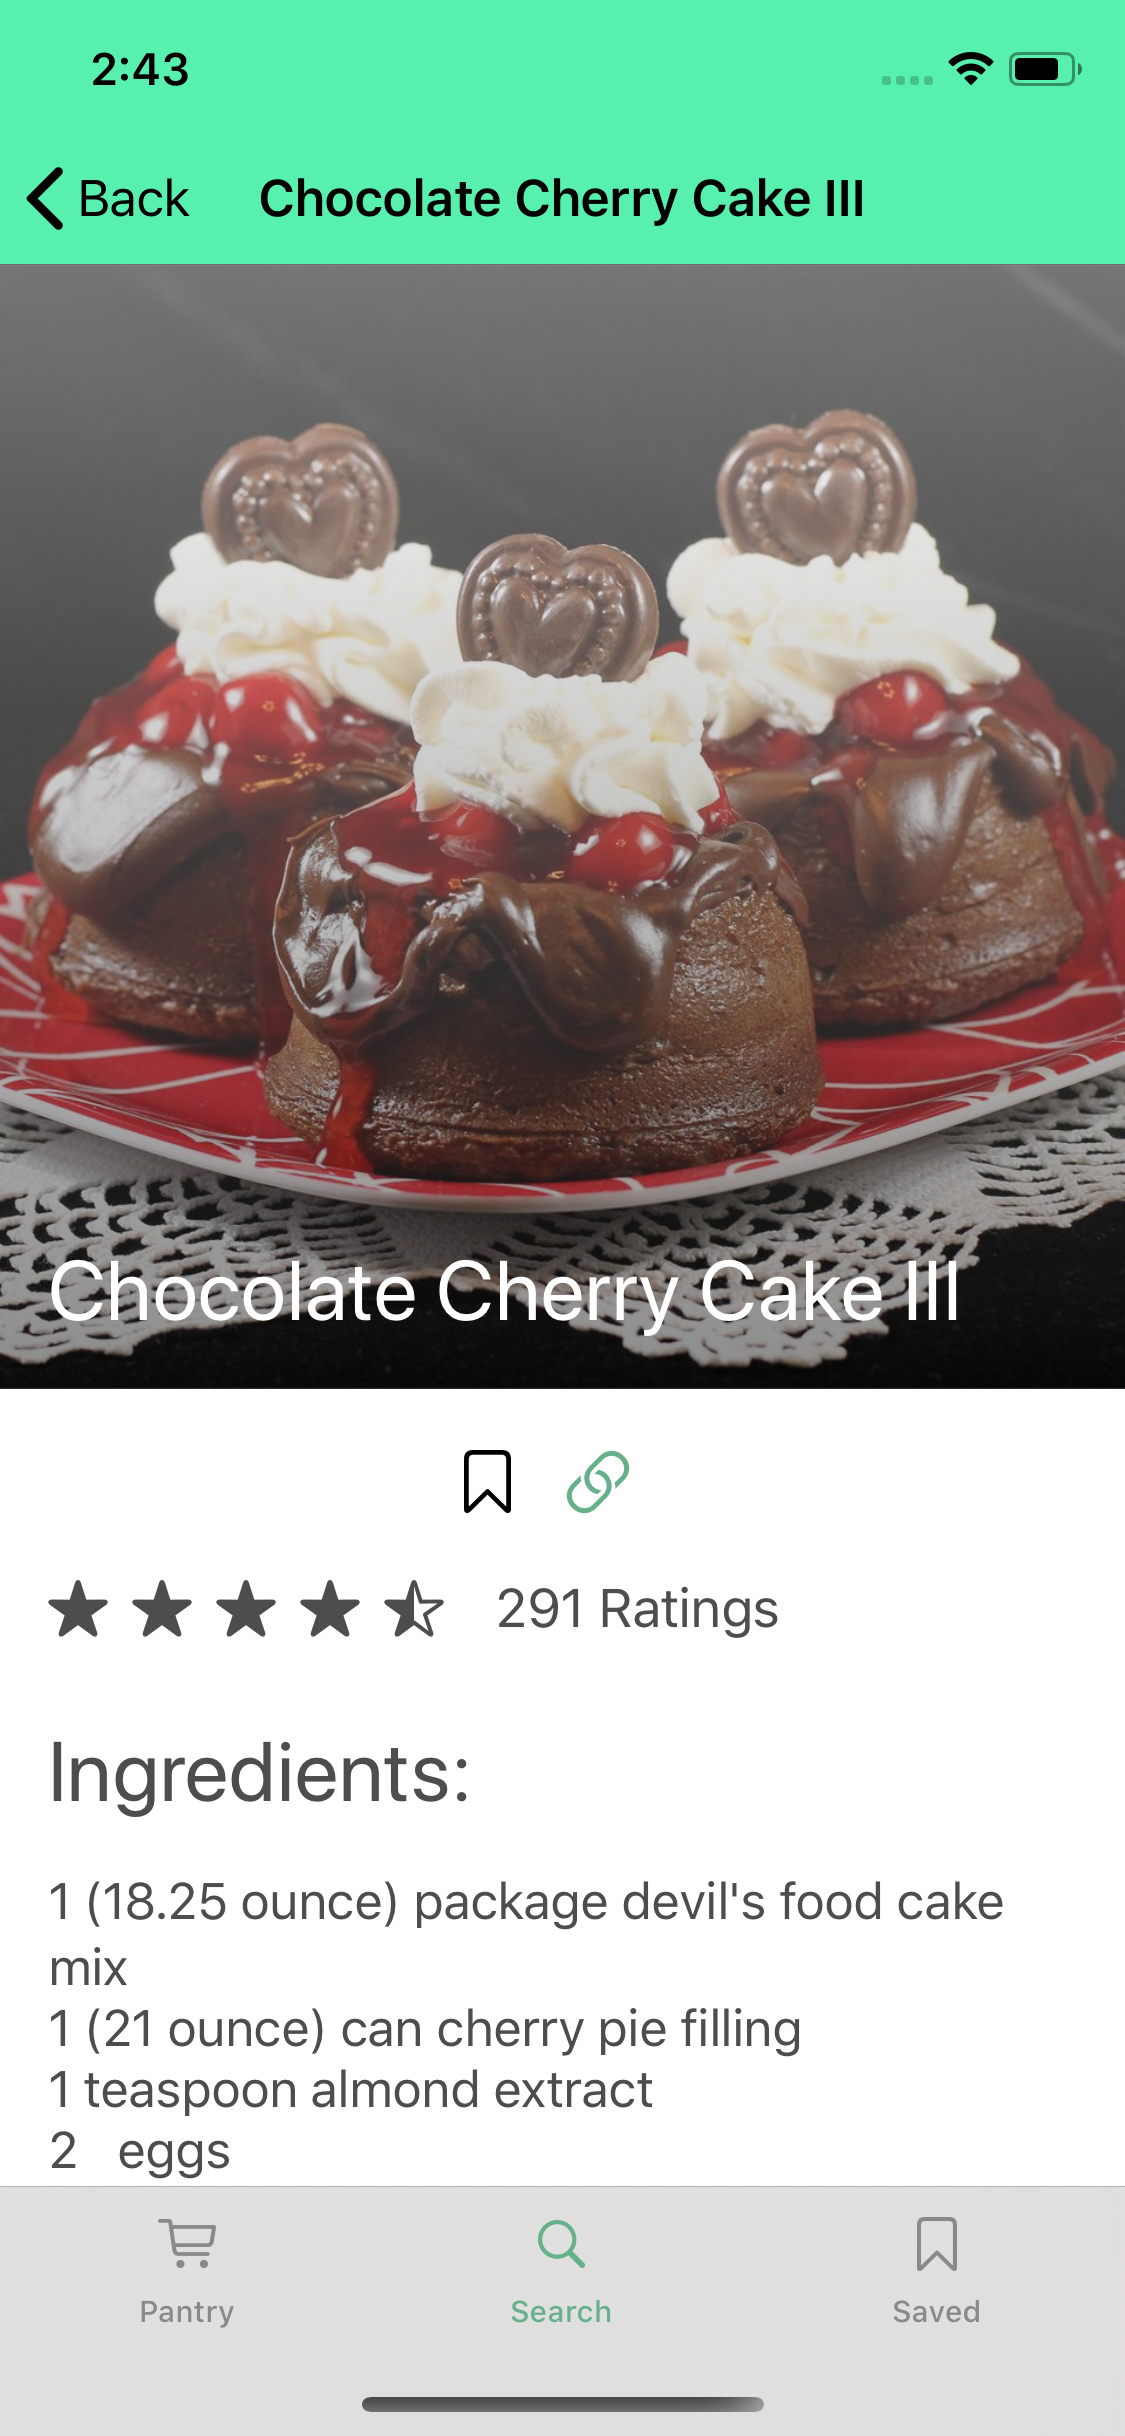 2:43
Back
Chocolate Cherry Cake III
Chocolate Cherry Cake III
291 Ratings
Ingredients:
1 (18.25 ounce) package devil's food cake
mix
1 (21 ounce) can cherry pie filling
1 teaspoon almond extract
2 eggs
Pantry
Search
Saved